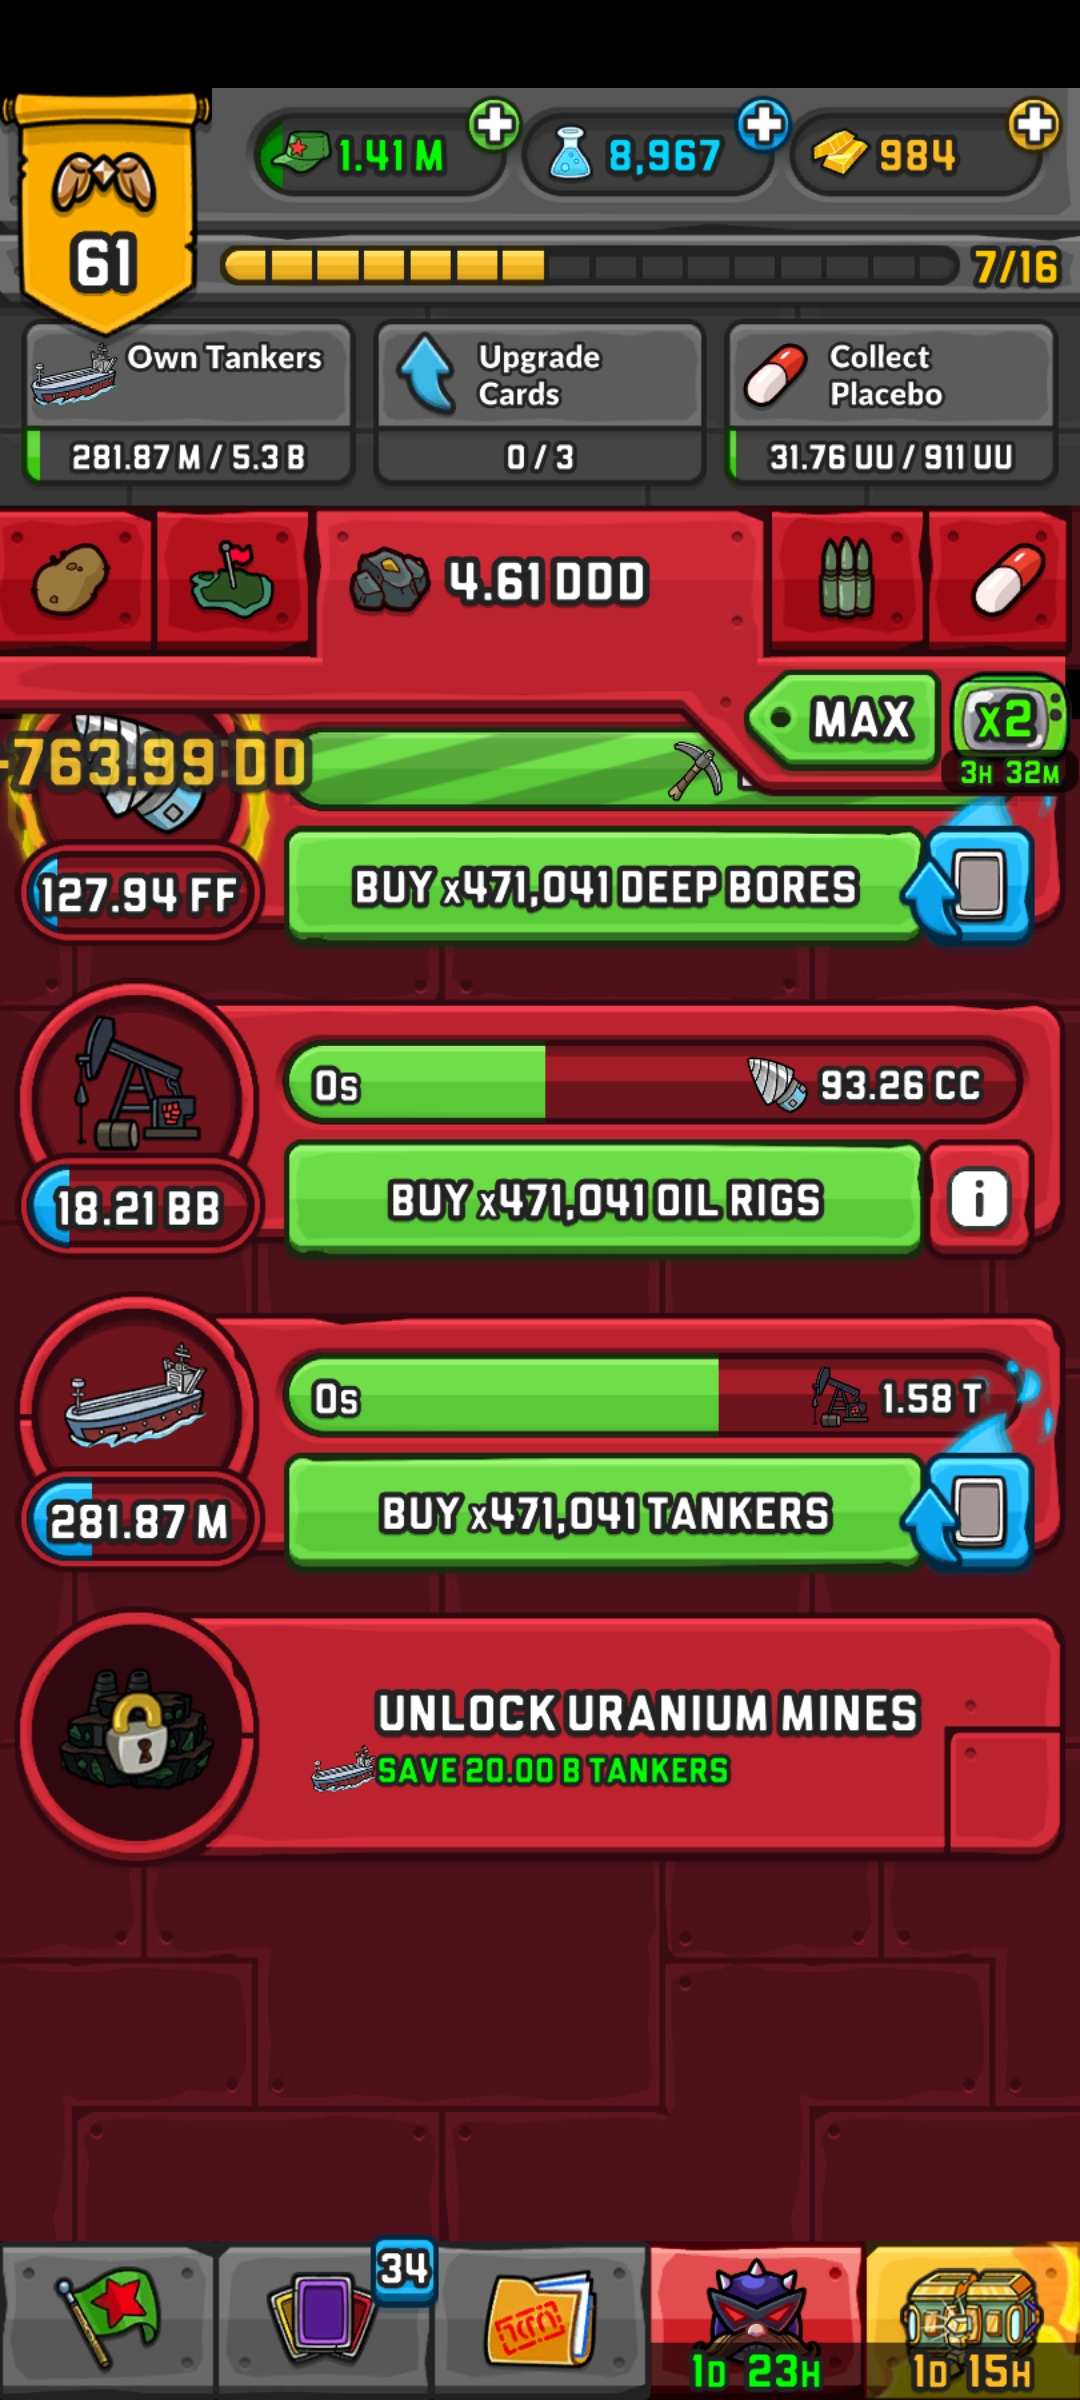 1.41 M
8,967
984
61
7/16
Own Tankers
281.87 M / 5.3 B
Upgrade
Cards
0 / 3
Collect
Placebo
31.76 UU / 911 UU
4.61 DDD
MAX
x2
3H 32M
-763.99 DD
127.94 FF
BUY x471,041 DEEP BORES
0s
93.26 CC
18.21 BB
BUY x471,041 OIL RIGS
i
0s
1.58 T
281.87 M
BUY x471,041 TANKERS
UNLOCK URANIUM MINES
SAVE 20.00 B TANKERS
34
1D 23H
1D 15H